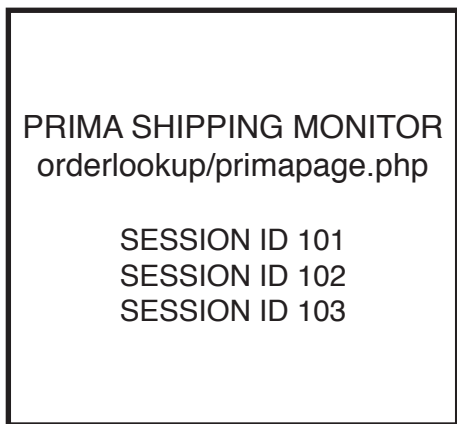 PRIMA SHIPPING MONITOR
orderlookup/primapage.php
SESSION ID 101
SESSION ID 102
SESSION ID 103